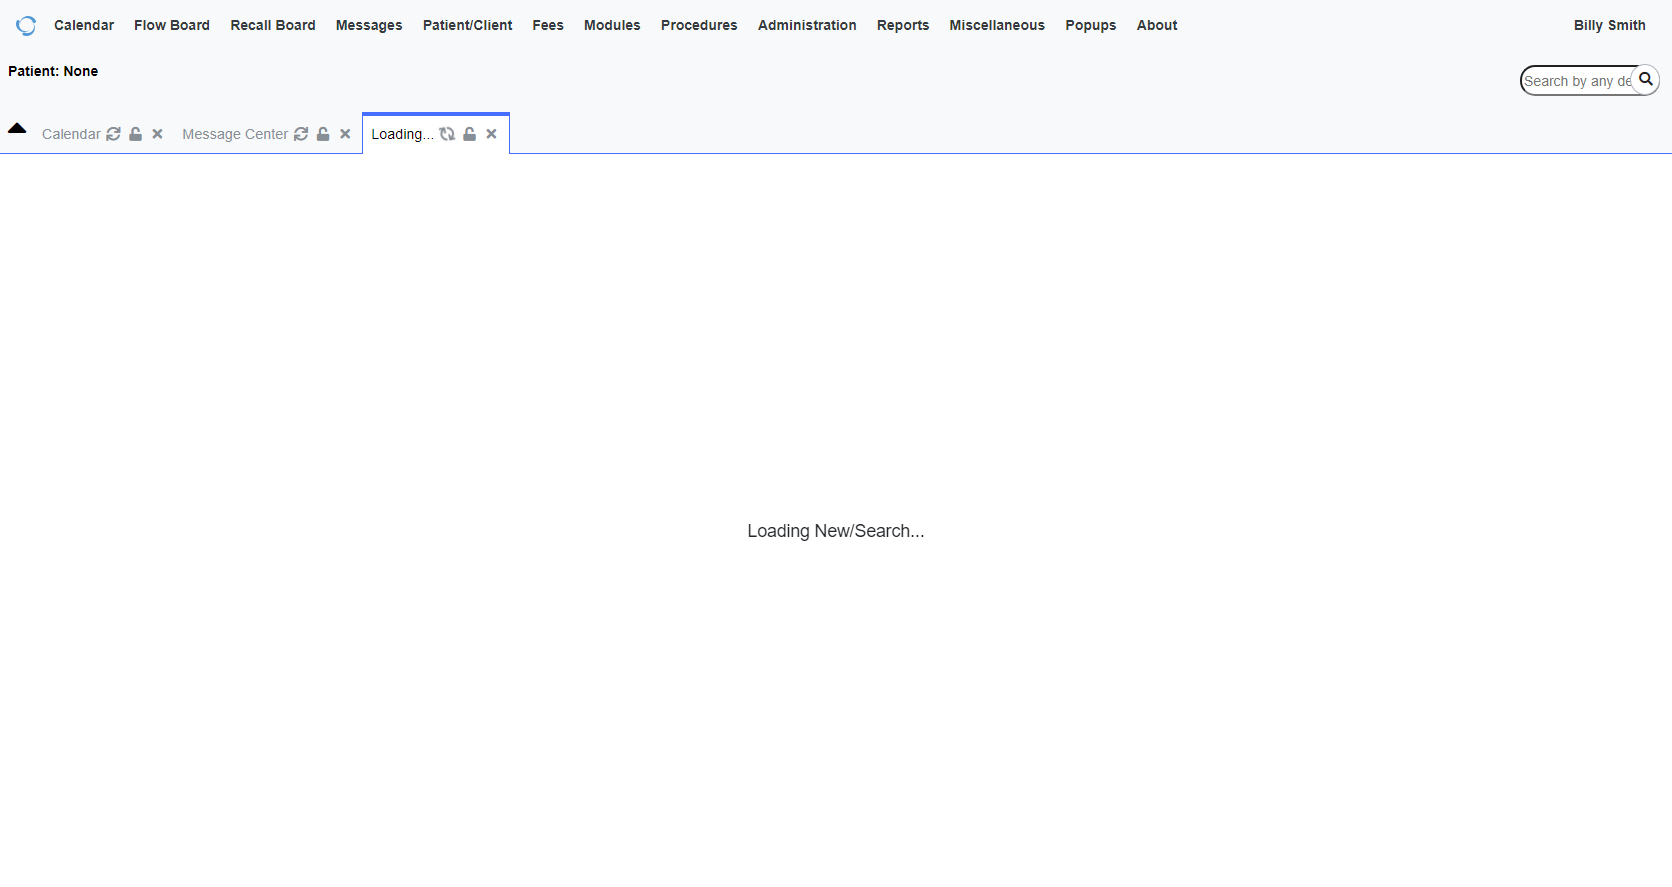 Calendar Flow Board Recall Board Messages Patient/Client Fees Modules Procedures Administration Reports Miscellaneous Popups About Billy Smith
Patient: None
Search by any de
Calendar Message Center Loading...
Loading New/Search...